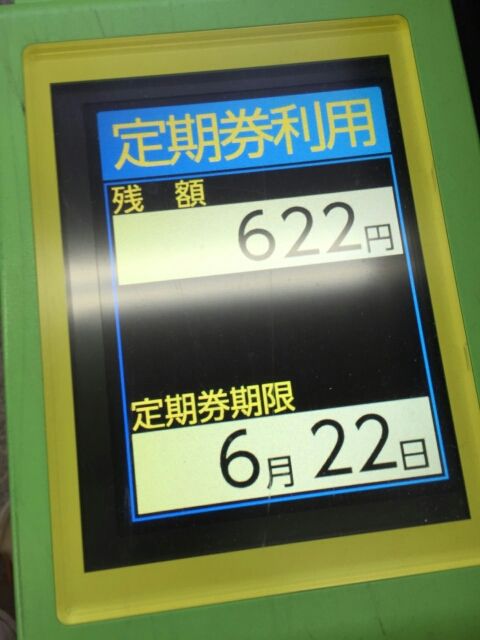 定期券利用
残 額
622円
定期券期限
6月22日